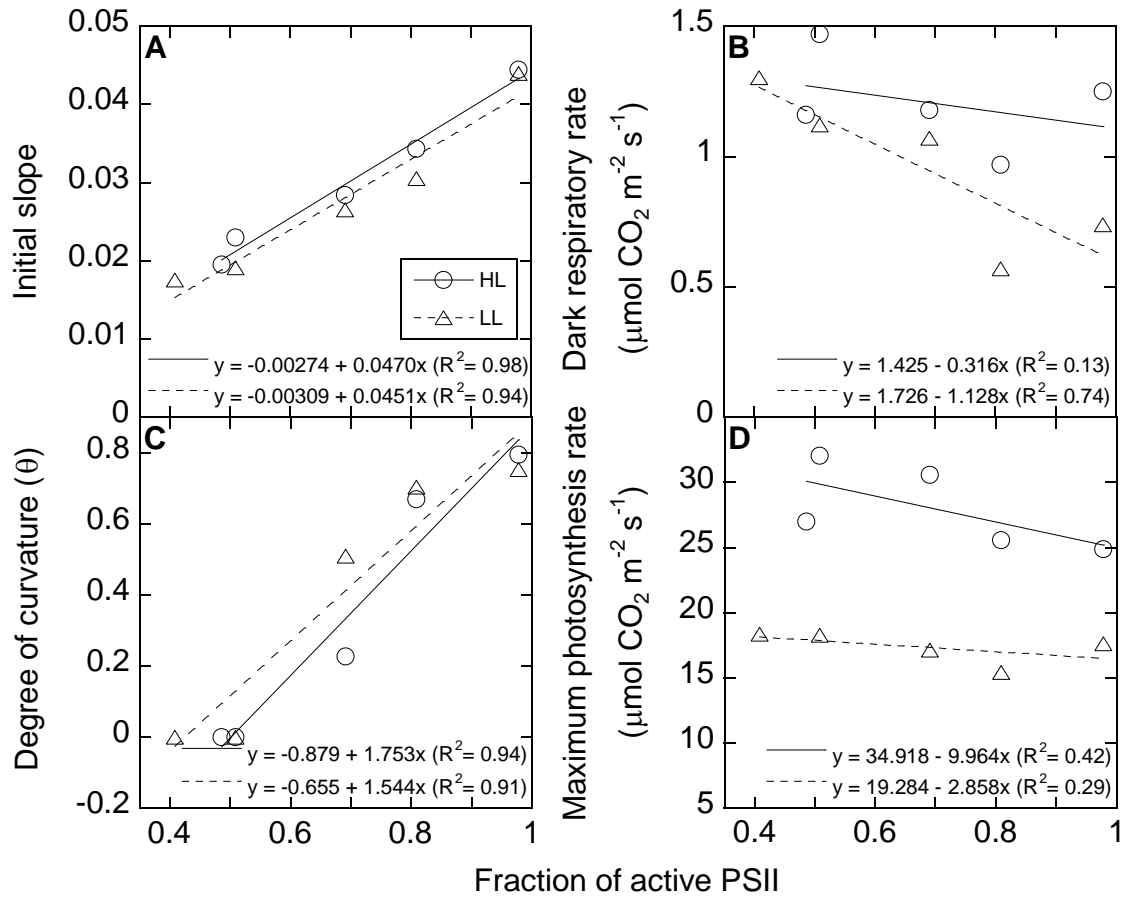 A
0.05
0.04
0.03
0.02
0.01
0
Initial slope
HL
LL
y = -0.00274 + 0.0470x (R²= 0.98)
y = -0.00309 + 0.0451x (R²= 0.94)
B
1.5
1
0.5
0
Dark respiratory rate
(μmol CO₂ m⁻² s⁻¹)
y = 1.425 - 0.316x (R²= 0.13)
y = 1.726 - 1.128x (R²= 0.74)
C
0.8
0.6
0.4
0.2
0
-0.2
Degree of curvature (θ)
y = -0.879 + 1.753x (R²= 0.94)
y = -0.655 + 1.544x (R²= 0.91)
0.4 0.6 0.8 1
D
30
25
20
15
10
5
Maximum photosynthesis rate
(μmol CO₂ m⁻² s⁻¹)
y = 34.918 - 9.964x (R²= 0.42)
y = 19.284 - 2.858x (R²= 0.29)
0.4 0.6 0.8 1
Fraction of active PSII